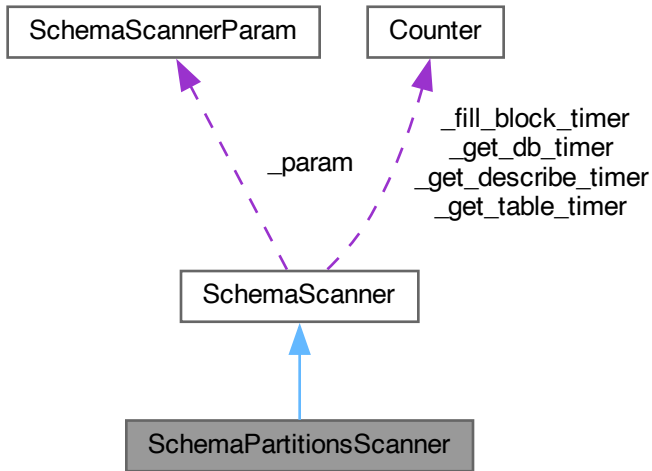 SchemaScannerParam
Counter
_param
_fill_block_timer
_get_db_timer
_get_describe_timer
_get_table_timer
SchemaScanner
SchemaPartitionsScanner